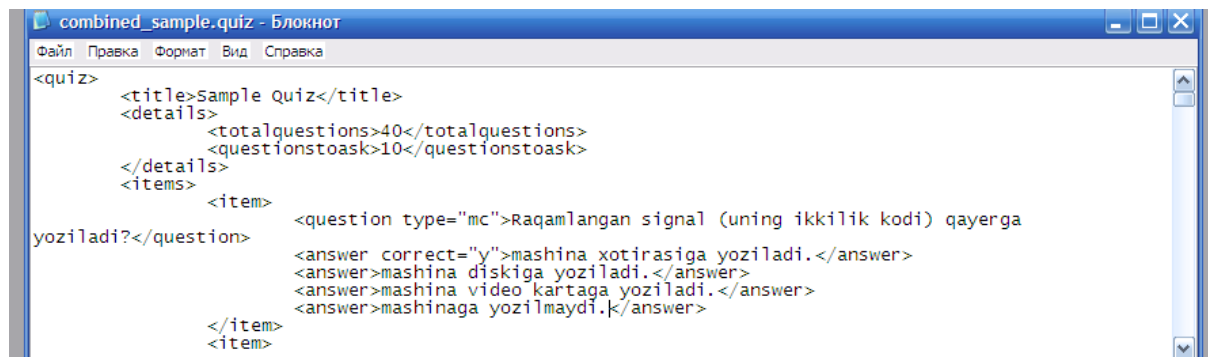 combined_sample.quiz - Блокнот
Файл Правка Формат Вид Справка
<quiz>
<title>Sample Quiz</title>
<details>
<totalquestions>40</totalquestions>
<questionstoask>10</questionstoask>
</details>
<items>
<item>
<question type="mc">Raqamlangan signal (uning ikkilik kodi) qayerga
yoziladi?</question>
<answer correct="y">mashina xotirasiga yoziladi.</answer>
<answer>mashina diskiga yoziladi.</answer>
<answer>mashina video kartaga yoziladi.</answer>
<answer>mashinaga yozilmaydi.</answer>
</item>
<item>